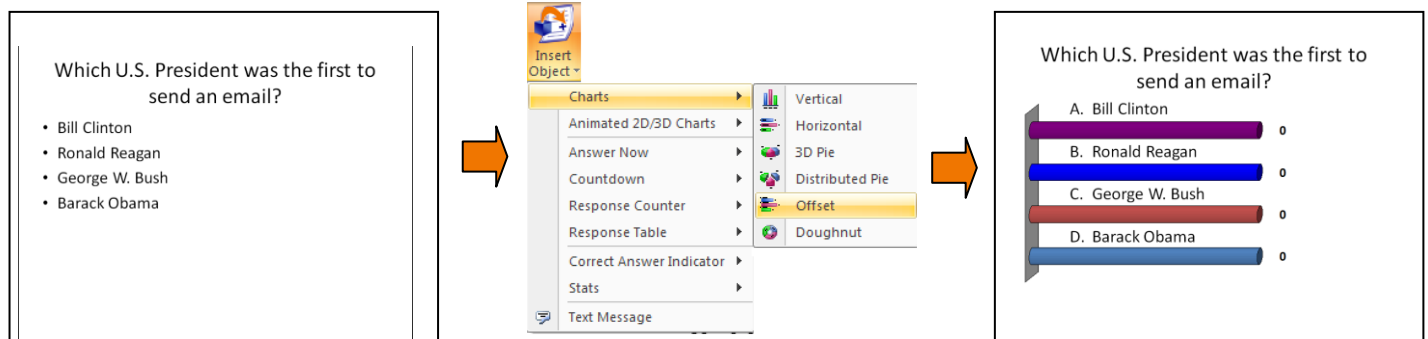 Which U.S. President was the first to
send an email?
• Bill Clinton
• Ronald Reagan
• George W. Bush
• Barack Obama
Insert
Object
Charts
Animated 2D/3D Charts
Answer Now
Countdown
Response Counter
Response Table
Correct Answer Indicator
Stats
Text Message
Vertical
Horizontal
3D Pie
Distributed Pie
Offset
Doughnut
Which U.S. President was the first to
send an email?
A. Bill Clinton
0
B. Ronald Reagan
0
C. George W. Bush
0
D. Barack Obama
0